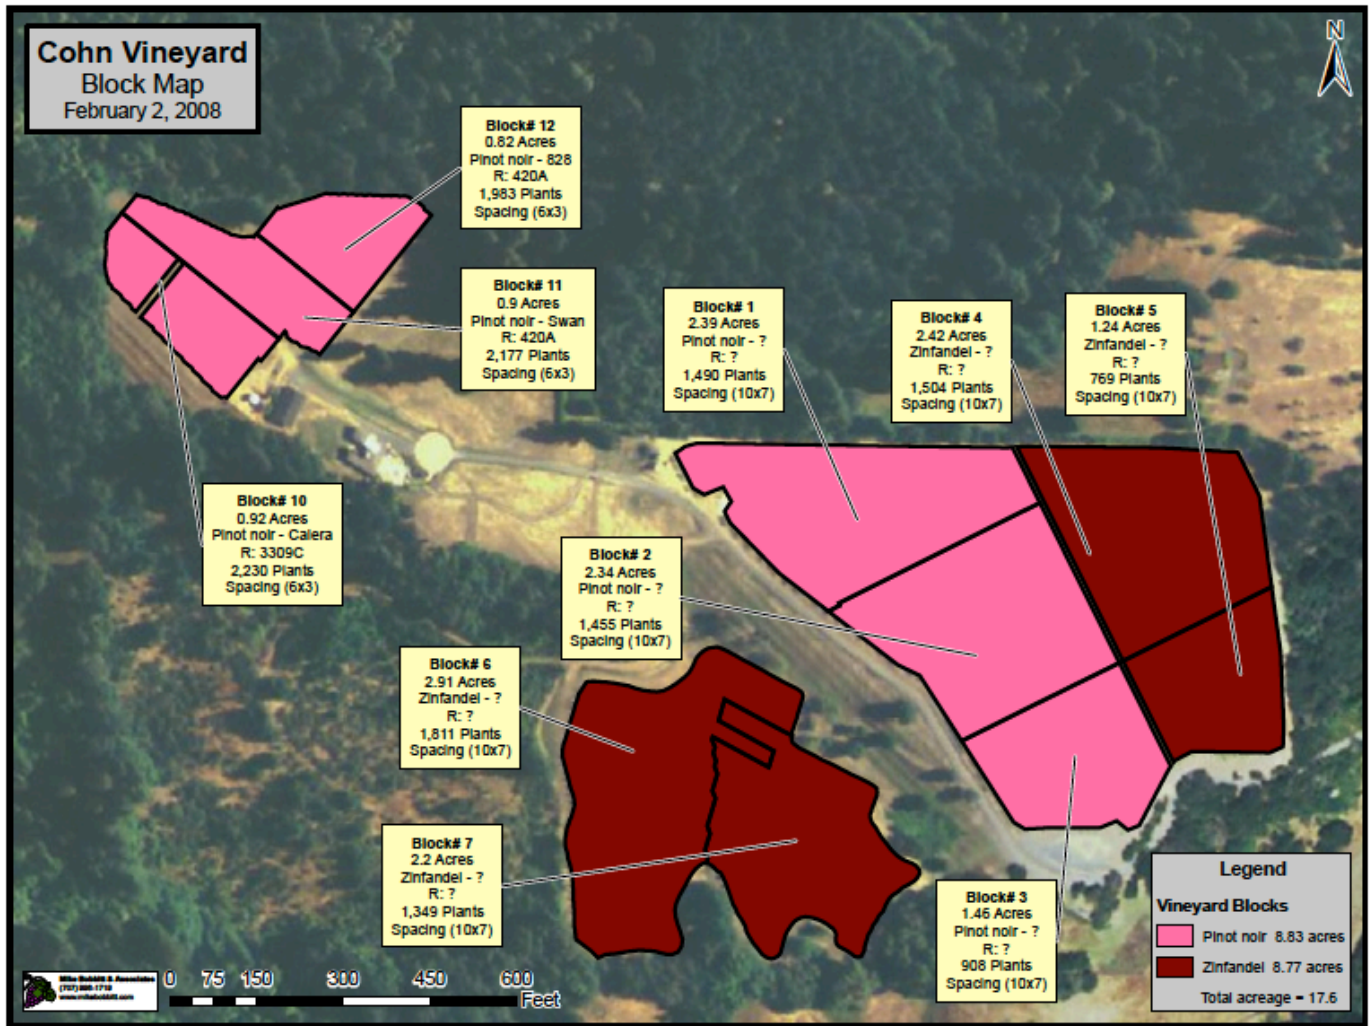 Cohn Vineyard
Block Map
February 2, 2008
N
Block# 12
0.82 Acres
Pinot noir - 828
R: 420A
1,983 Plants
Spacing (6x3)
Block# 11
0.9 Acres
Pinot noir - Swan
R: 420A
2,177 Plants
Spacing (6x3)
Block# 1
2.39 Acres
Pinot noir - ?
R: ?
1,490 Plants
Spacing (10x7)
Block# 4
2.42 Acres
Zinfandel - ?
R: ?
1,504 Plants
Spacing (10x7)
Block# 5
1.24 Acres
Zinfandel - ?
R: ?
769 Plants
Spacing (10x7)
Block# 10
0.92 Acres
Pinot noir - Calera
R: 3309C
2,230 Plants
Spacing (6x3)
Block# 2
2.34 Acres
Pinot noir - ?
R: ?
1,455 Plants
Spacing (10x7)
Block# 6
2.91 Acres
Zinfandel - ?
R: ?
1,811 Plants
Spacing (10x7)
Block# 7
2.2 Acres
Zinfandel - ?
R: ?
1,349 Plants
Spacing (10x7)
Block# 3
1.46 Acres
Pinot noir - ?
R: ?
908 Plants
Spacing (10x7)
Legend
Vineyard Blocks
Pinot noir 8.83 acres
Zinfandel 8.77 acres
Total acreage = 17.6
Mike Bobbitt & Associates
www.mikebobbitt.com
0 75 150 300 450 600
Feet